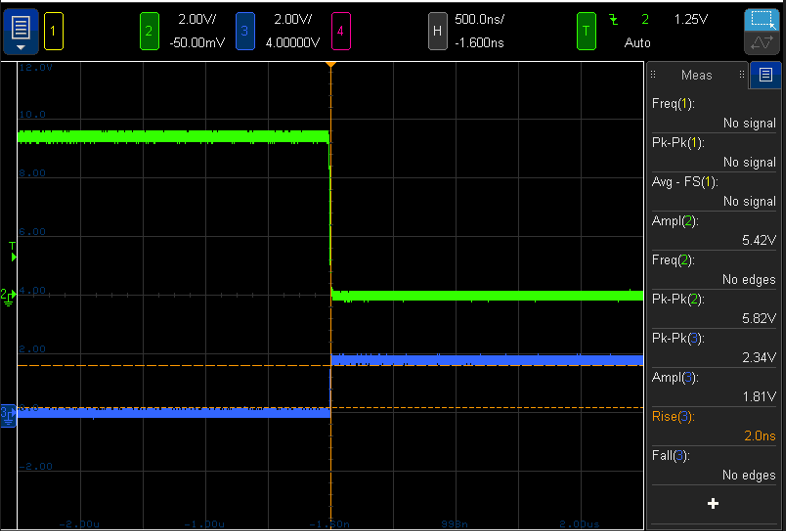 1
2
2.00V/
-50.00mV
3
2.00V/
4.00000V
4
H
500.0ns/
-1.600ns
T
2
1.25V
Auto
12.0V
10.0
8.00
6.00
4.00
2.00
-2.00
T
2
3
-2.00u
-1.00u
-1.60n
998n
2.00us
Meas
Freq(1):
No signal
Pk-Pk(1):
No signal
Avg - FS(1):
No signal
Ampl(2):
5.42V
Freq(2):
No edges
Pk-Pk(2):
5.82V
Pk-Pk(3):
2.34V
Ampl(3):
1.81V
Rise(3):
2.0ns
Fall(3):
No edges
+